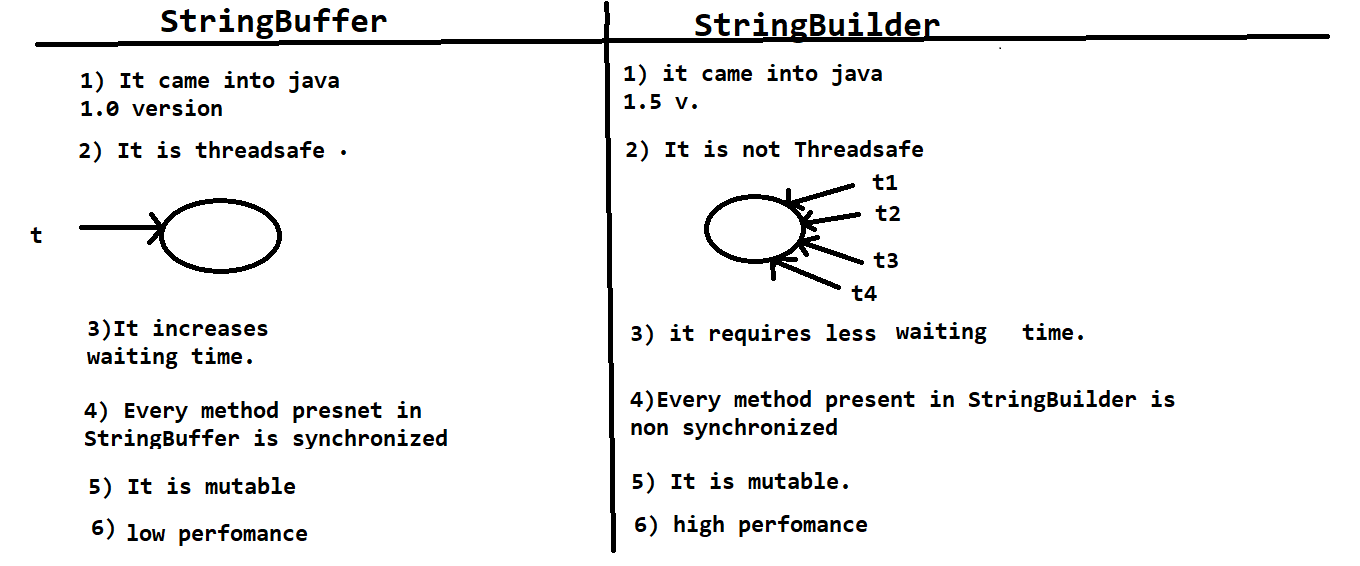 StringBuffer
1) It came into java
1.0 version
2) It is threadsafe .
t
3)It increases
waiting time.
4) Every method presnet in
StringBuffer is synchronized
5) It is mutable
6) low perfomance
StringBuilder
1) it came into java
1.5 v.
2) It is not Threadsafe
t1
t2
t3
t4
3) it requires less waiting time.
4)Every method present in StringBuilder is
non synchronized
5) It is mutable.
6) high perfomance